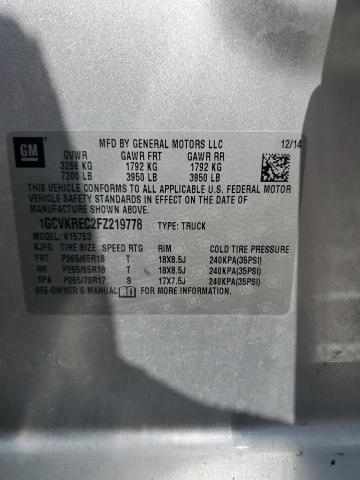 GM
MFD BY GENERAL MOTORS LLC 12/14
GVWR GAWR FRT GAWR RR
3266 KG 1792 KG 1792 KG
7200 LB 3950 LB 3950 LB
THIS VEHICLE CONFORMS TO ALL APPLICABLE U.S. FEDERAL MOTOR
VEHICLE SAFETY STANDARDS IN EFFECT ON THE DATE OF
MANUFACTURE SHOWN ABOVE.
1GCVKREC2FZ219778 TYPE: TRUCK
MODEL: K15753
KJFG TIRE SIZE SPEED RTG RIM COLD TIRE PRESSURE
FRT P265/65R18 T 18X8.5J 240KPA(35PSI)
RR P265/65R18 T 18X8.5J 240KPA(35PSI)
SPA P265/70R17 S 17X7.5J 240KPA(35PSI)
SEE OWNER'S MANUAL FOR MORE INFORMATION.